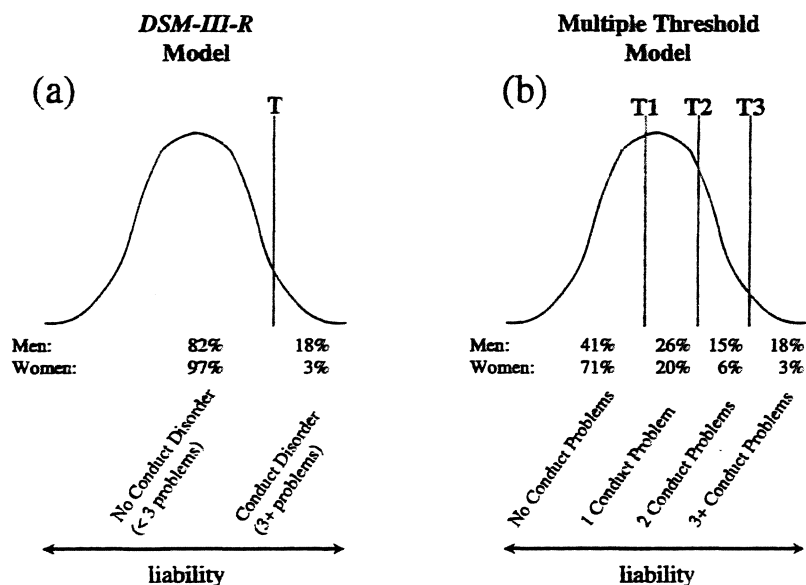 DSM-III-R
Model
(a)
T
Men: 82% 18%
Women: 97% 3%
No Conduct Disorder
(< 3 problems)
Conduct Disorder
(3+ problems)
liability
Multiple Threshold
Model
(b)
T1 T2 T3
Men: 41% 26% 15% 18%
Women: 71% 20% 6% 3%
No Conduct Problems
1 Conduct Problem
2 Conduct Problems
3+ Conduct Problems
liability